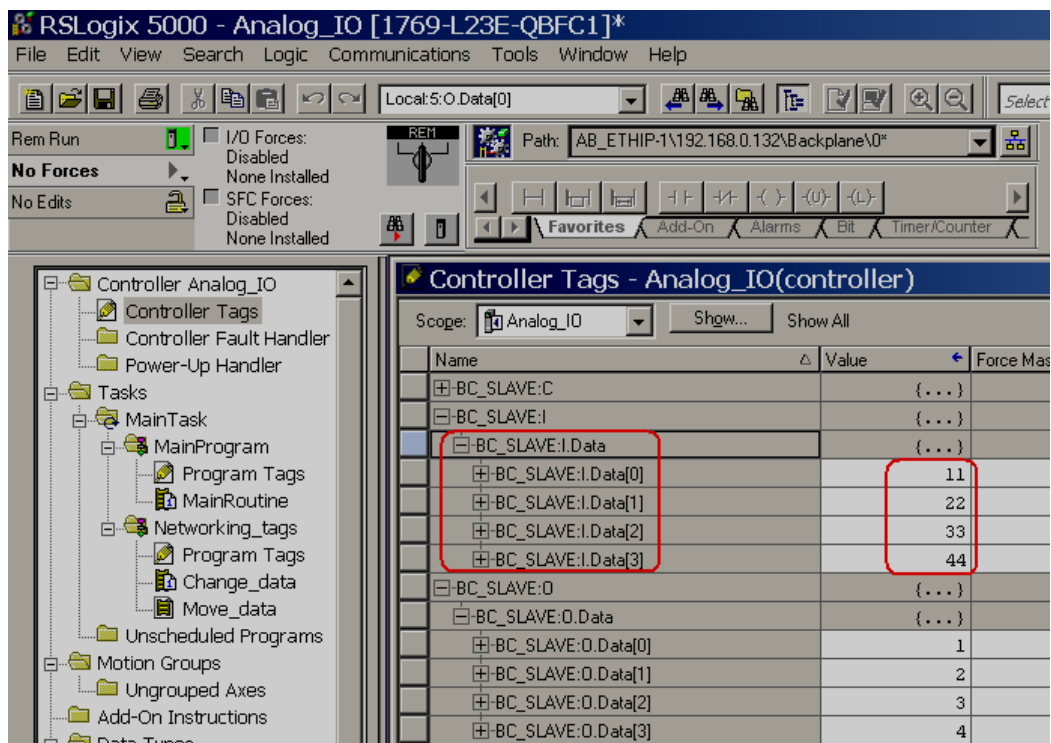 RSLogix 5000 - Analog_IO [1769-L23E-QBFC1]*
File Edit View Search Logic Communications Tools Window Help
Local:5:O.Data[0]
Select
Rem Run
No Forces
No Edits
I/O Forces:
Disabled
None Installed
SFC Forces:
Disabled
None Installed
REM
Path: AB_ETHIP-1\192.168.0.132\Backplane\0*
Favorites Add-On Alarms Bit Timer/Counter
Controller Analog_IO
Controller Tags
Controller Fault Handler
Power-Up Handler
Tasks
MainTask
MainProgram
Program Tags
MainRoutine
Networking_tags
Program Tags
Change_data
Move_data
Unscheduled Programs
Motion Groups
Ungrouped Axes
Add-On Instructions
Data Types
Controller Tags - Analog_IO(controller)
Scope: Analog_IO Show... Show All
Name Value Force Mas
BC_SLAVE:C {...}
BC_SLAVE:I {...}
BC_SLAVE:I.Data {...}
BC_SLAVE:I.Data[0] 11
BC_SLAVE:I.Data[1] 22
BC_SLAVE:I.Data[2] 33
BC_SLAVE:I.Data[3] 44
BC_SLAVE:O {...}
BC_SLAVE:O.Data {...}
BC_SLAVE:O.Data[0] 1
BC_SLAVE:O.Data[1] 2
BC_SLAVE:O.Data[2] 3
BC_SLAVE:O.Data[3] 4